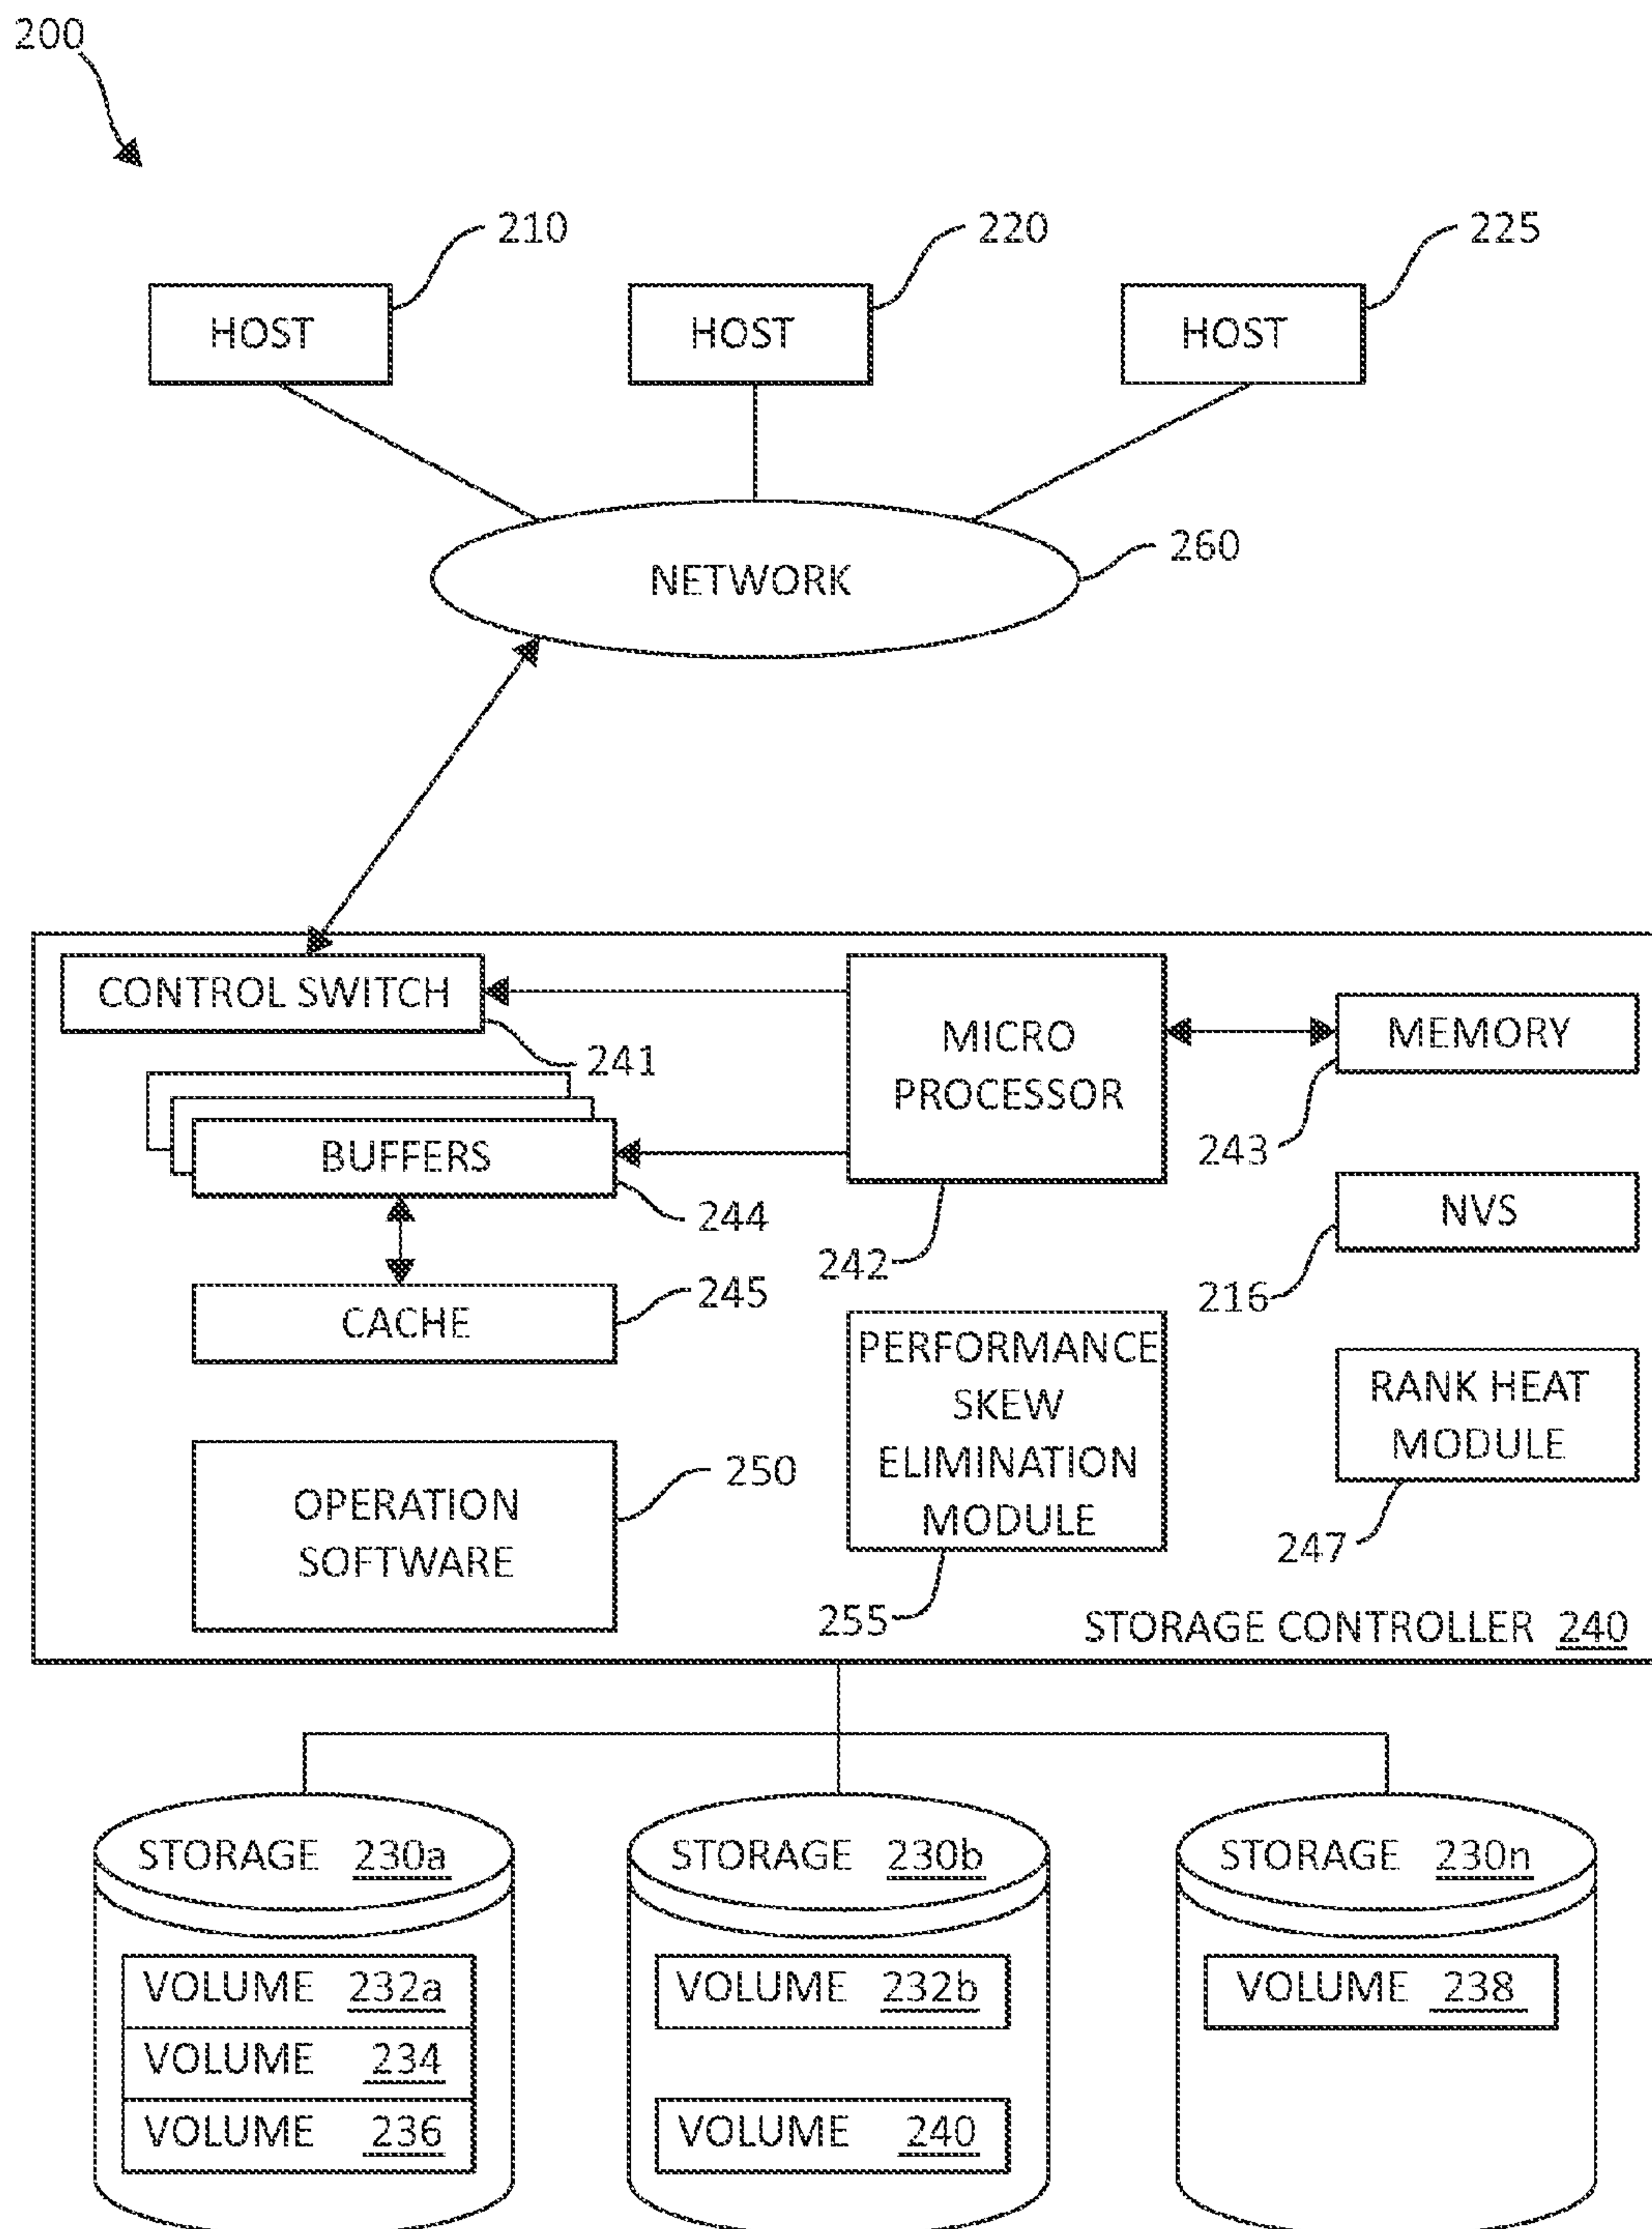 200
210
220
225
HOST
HOST
HOST
260
NETWORK
CONTROL SWITCH
241
MICRO
PROCESSOR
MEMORY
243
BUFFERS
244
242
NVS
216
CACHE
245
PERFORMANCE
SKEW
ELIMINATION
MODULE
255
RANK HEAT
MODULE
247
OPERATION
SOFTWARE
250
STORAGE CONTROLLER 240
STORAGE 230a
VOLUME 232a
VOLUME 234
VOLUME 236
STORAGE 230b
VOLUME 232b
VOLUME 240
STORAGE 230n
VOLUME 238